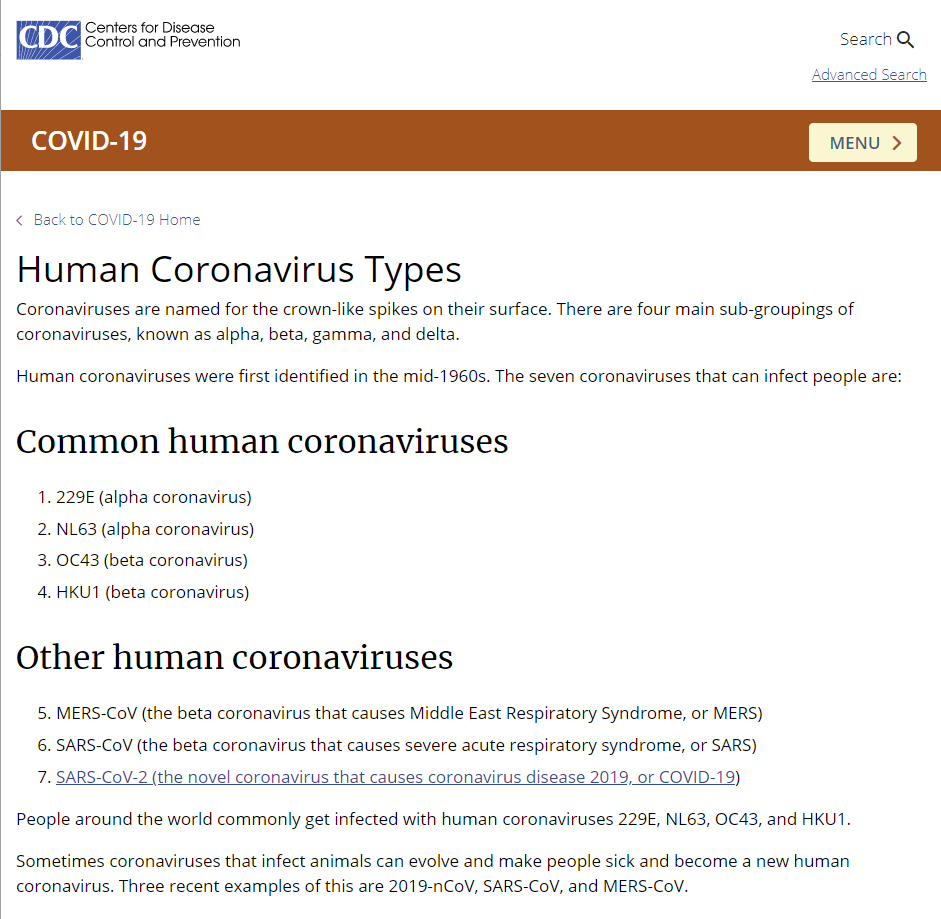 CDC Centers for Disease
Control and Prevention
Search
Advanced Search
COVID-19
MENU
Back to COVID-19 Home
Human Coronavirus Types
Coronaviruses are named for the crown-like spikes on their surface. There are four main sub-groupings of
coronaviruses, known as alpha, beta, gamma, and delta.
Human coronaviruses were first identified in the mid-1960s. The seven coronaviruses that can infect people are:
Common human coronaviruses
1. 229E (alpha coronavirus)
2. NL63 (alpha coronavirus)
3. OC43 (beta coronavirus)
4. HKU1 (beta coronavirus)
Other human coronaviruses
5. MERS-CoV (the beta coronavirus that causes Middle East Respiratory Syndrome, or MERS)
6. SARS-CoV (the beta coronavirus that causes severe acute respiratory syndrome, or SARS)
7. SARS-CoV-2 (the novel coronavirus that causes coronavirus disease 2019, or COVID-19)
People around the world commonly get infected with human coronaviruses 229E, NL63, OC43, and HKU1.
Sometimes coronaviruses that infect animals can evolve and make people sick and become a new human
coronavirus. Three recent examples of this are 2019-nCoV, SARS-CoV, and MERS-CoV.